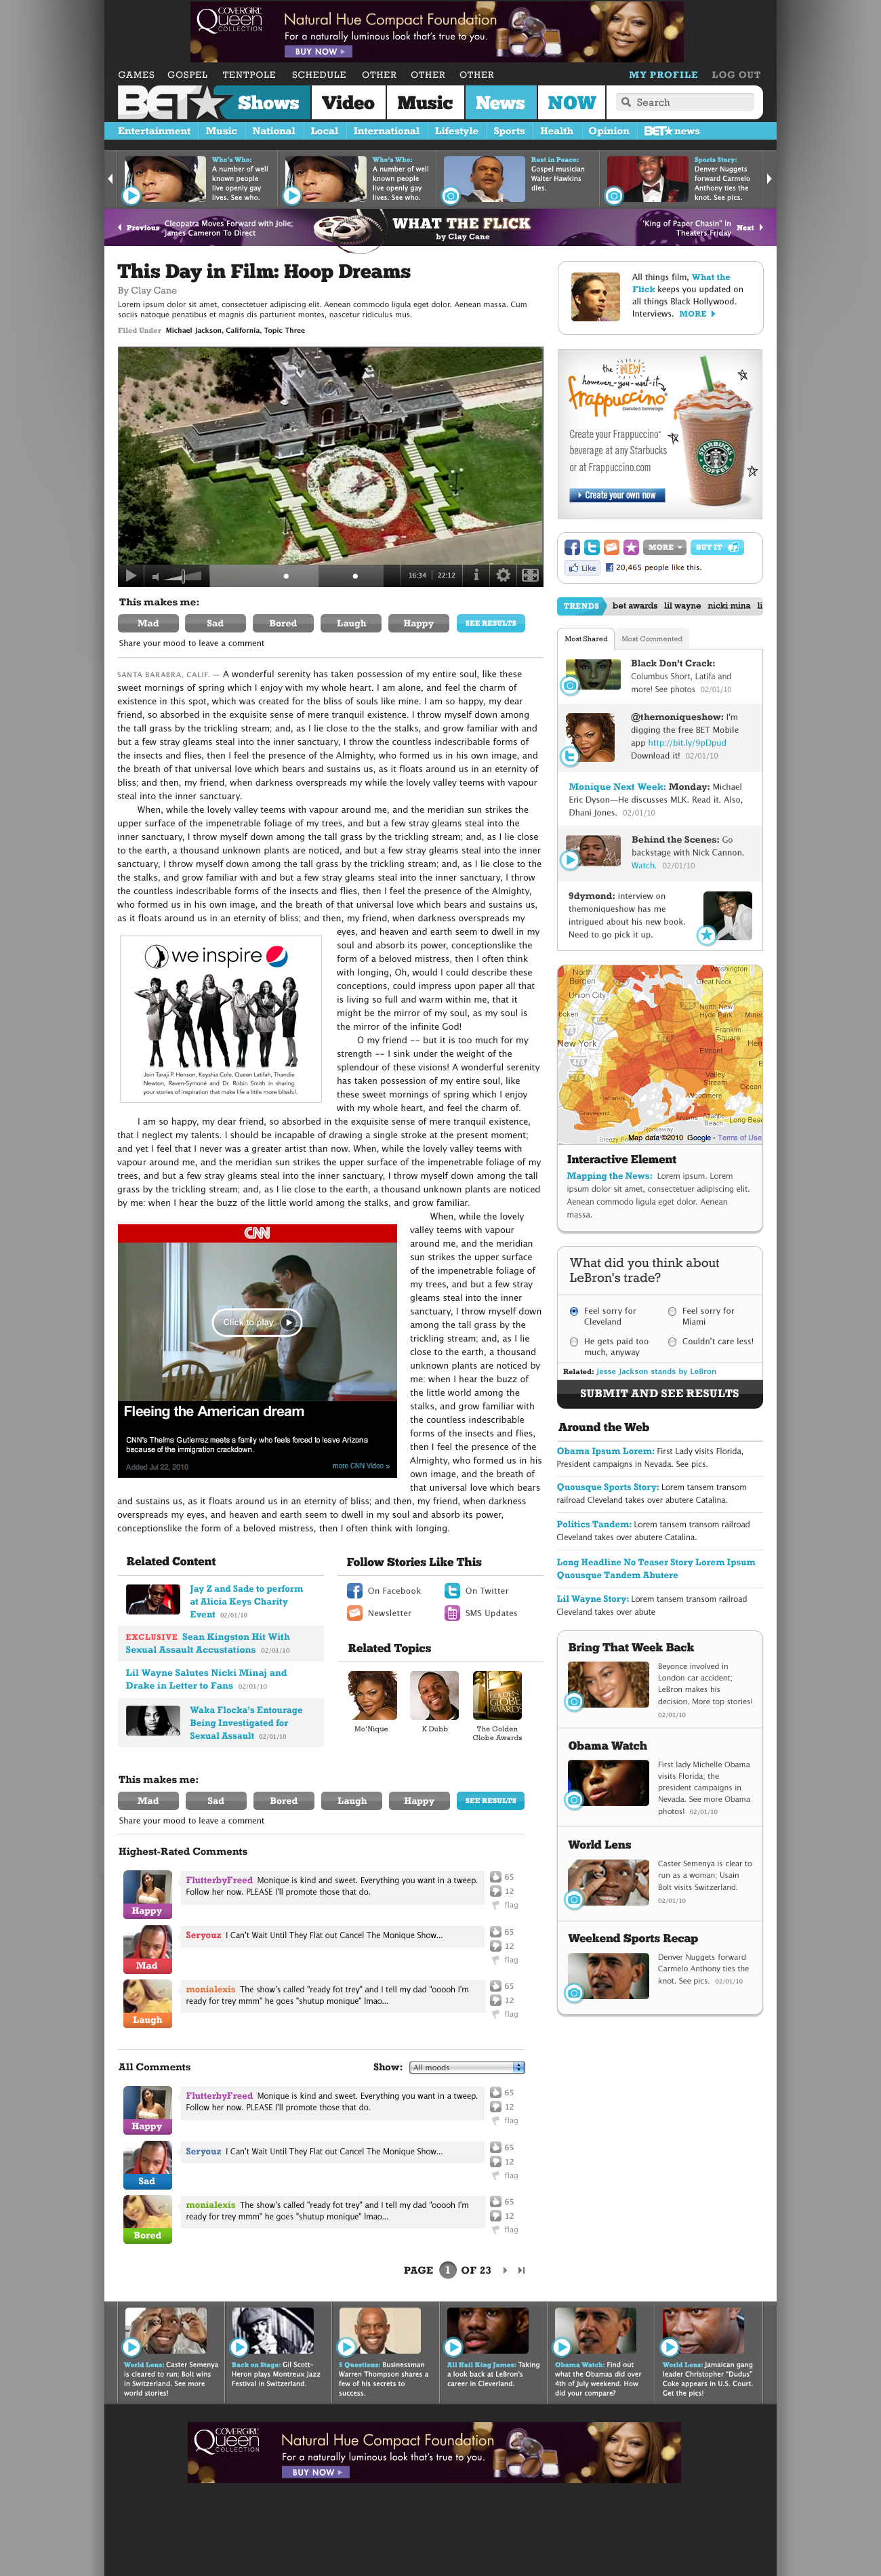 COVERGIRL
Queen
COLLECTION
Natural Hue Compact Foundation
For a naturally luminous look that's true to you.
BUY NOW
GAMES GOSPEL TENTPOLE SCHEDULE OTHER OTHER OTHER
MY PROFILE LOG OUT
BET Shows Video Music News NOW Search
Entertainment Music National Local International Lifestyle Sports Health Opinion BET news
Who's Who:
A number of well
known people
live openly gay
lives. See who.
Who's Who:
A number of well
known people
live openly gay
lives. See who.
Rest in Peace:
Gospel musician
Walter Hawkins
dies.
Sports Story:
Denver Nuggets
forward Carmelo
Anthony ties the
knot. See pics.
Previous
Cleopatra Moves Forward with Jolie;
James Cameron To Direct
WHAT THE FLICK
by Clay Cane
"King of Paper Chasin" In
Theaters Friday
Next
This Day in Film: Hoop Dreams
By Clay Cane
Lorem ipsum dolor sit amet, consectetuer adipiscing elit. Aenean commodo ligula eget dolor. Aenean massa. Cum
sociis natoque penatibus et magnis dis parturient montes, nascetur ridiculus mus.
Filed Under Michael Jackson, California, Topic Three
16:34 22:12
This makes me:
Mad Sad Bored Laugh Happy SEE RESULTS
Share your mood to leave a comment
SANTA BARABRA, CALIF. — A wonderful serenity has taken possession of my entire soul, like these
sweet mornings of spring which I enjoy with my whole heart. I am alone, and feel the charm of
existence in this spot, which was created for the bliss of souls like mine. I am so happy, my dear
friend, so absorbed in the exquisite sense of mere tranquil existence. I throw myself down among
the tall grass by the trickling stream; and, as I lie close to the stalks, and grow familiar with and
but a few stray gleams steal into the inner sanctuary, I throw the countless indescribable forms of
the insects and flies, then I feel the presence of the Almighty, who formed us in his own image, and
the breath of that universal love which bears and sustains us, as it floats around us in an eternity of
bliss; and then, my friend, when darkness overspreads my while the lovely valley teems with vapour
steal into the inner sanctuary.
When, while the lovely valley teems with vapour around me, and the meridian sun strikes the
upper surface of the impenetrable foliage of my trees, and but a few stray gleams steal into the
inner sanctuary, I throw myself down among the tall grass by the trickling stream; and, as I lie close
to the earth, a thousand unknown plants are noticed, and but a few stray gleams steal into the inner
sanctuary, I throw myself down among the tall grass by the trickling stream; and, as I lie close to the
to the stalks, and grow familiar with and but a few stray gleams steal into the inner sanctuary, I throw
the countless indescribable forms of the insects and flies, then I feel the presence of the Almighty,
who formed us in his own image, and the breath of that universal love which bears and sustains us,
as it floats around us in an eternity of bliss; and then, my friend, when darkness overspreads my
eyes, and heaven and earth seem to dwell in my
soul and absorb its power, conceptionslike the
form of a beloved mistress, then I often think
with longing, Oh, would I could describe these
conceptions, could impress upon paper all that
is living so full and warm within me, that it
might be the mirror of my soul, as my soul is
the mirror of the infinite God!
O my friend -- but it is too much for my
strength -- I sink under the weight of the
splendour of these visions! A wonderful serenity
has taken possession of my entire soul, like
these sweet mornings of spring which I enjoy
with my whole heart, and feel the charm of.
we inspire
Join Taraji P. Henson, Keyshia Cole, Queen Latifah, Thandie
Newton, Raven-Symoné and Dr. Robin Smith in sharing
your stories of inspiration that make life a little more blissful.
I am so happy, my dear friend, so absorbed in the exquisite sense of mere tranquil existence,
that I neglect my talents. I should be incapable of drawing a single stroke at the present moment;
and yet I feel that I never was a greater artist than now. When, while the lovely valley teems with
vapour around me, and the meridian sun strikes the upper surface of the impenetrable foliage of my
trees, and but a few stray gleams steal into the inner sanctuary, I throw myself down among the tall
grass by the trickling stream; and, as I lie close to the earth, a thousand unknown plants are noticed
by me: when I hear the buzz of the little world among the stalks, and grow familiar.
When, while the lovely
valley teems with vapour
around me, and the meridian
sun strikes the upper surface
of the impenetrable foliage of
my trees, and but a few stray
gleams steal into the inner
sanctuary, I throw myself down
among the tall grass by the
trickling stream; and, as I lie
close to the earth, a thousand
unknown plants are noticed by
me: when I hear the buzz of
the little world among the
stalks, and grow familiar with
the countless indescribable
forms of the insects and flies,
then I feel the presence of the
Almighty, who formed us in his
own image, and the breath of
that universal love which bears
CNN
Click to play
Fleeing the American dream
CNN's Thelma Gutierrez meets a family who feels forced to leave Arizona
because of the immigration crackdown.
Added Jul 22, 2010 more CNN Video »
and sustains us, as it floats around us in an eternity of bliss; and then, my friend, when darkness
overspreads my eyes, and heaven and earth seem to dwell in my soul and absorb its power,
conceptionslike the form of a beloved mistress, then I often think with longing.
Related Content
Jay Z and Sade to perform
at Alicia Keys Charity
Event 02/01/10
EXCLUSIVE Sean Kingston Hit With
Sexual Assault Accustations 02/01/10
Lil Wayne Salutes Nicki Minaj and
Drake in Letter to Fans 02/01/10
Waka Flocka's Entourage
Being Investigated for
Sexual Assault 02/01/10
Follow Stories Like This
On Facebook On Twitter
Newsletter SMS Updates
Related Topics
Mo'Nique K Dubb The Golden
Globe Awards
This makes me:
Mad Sad Bored Laugh Happy SEE RESULTS
Share your mood to leave a comment
Highest-Rated Comments
FlutterbyFreed Monique is kind and sweet. Everything you want in a tweep.
Follow her now. PLEASE I'll promote those that do.
Happy
65
12
flag
Seryouz I Can't Wait Until They Flat out Cancel The Monique Show...
Mad
65
12
flag
monialexis The show's called "ready fot trey" and I tell my dad "ooooh I'm
ready for trey mmm" he goes "shutup monique" lmao...
Laugh
65
12
flag
All Comments Show: All moods
FlutterbyFreed Monique is kind and sweet. Everything you want in a tweep.
Follow her now. PLEASE I'll promote those that do.
Happy
65
12
flag
Seryouz I Can't Wait Until They Flat out Cancel The Monique Show...
Sad
65
12
flag
monialexis The show's called "ready fot trey" and I tell my dad "ooooh I'm
ready for trey mmm" he goes "shutup monique" lmao...
Bored
65
12
flag
PAGE 1 OF 23
All things film, What the
Flick keeps you updated on
all things Black Hollywood.
Interviews. MORE
the NEW
however-you-want-it
frappuccino
blended beverage
Create your Frappuccino
beverage at any Starbucks
or at Frappuccino.com
Create your own now
STARBUCKS
COFFEE
MORE BUY IT
Like 20,465 people like this.
TRENDS bet awards lil wayne nicki mina li
Most Shared Most Commented
Black Don't Crack:
Columbus Short, Latifa and
more! See photos 02/01/10
@themoniqueshow: I'm
digging the free BET Mobile
app http://bit.ly/9pDpud
Download it! 02/01/10
Monique Next Week: Monday: Michael
Eric Dyson—He discusses MLK. Read it. Also,
Dhani Jones. 02/01/10
Behind the Scenes: Go
backstage with Nick Cannon.
Watch. 02/01/10
9dymond: interview on
themoniqueshow has me
intrigued about his new book.
Need to go pick it up.
North
Bergen
Washington
Great Neck
Union City
North New
Hyde Park
boken
Franklin
Square
New York
Elmont
Valley
Stream
Woodmere
Ocean
Gravesend
Atlantic
Beach
Long Bea
Rockaway
Map data ©2010 Google - Terms of Use
Interactive Element
Mapping the News: Lorem ipsum. Lorem
ipsum dolor sit amet, consectetuer adipiscing elit.
Aenean commodo ligula eget dolor. Aenean
massa.
What did you think about
LeBron's trade?
Feel sorry for
Cleveland
Feel sorry for
Miami
He gets paid too
much, anyway
Couldn't care less!
Related: Jesse Jackson stands by LeBron
SUBMIT AND SEE RESULTS
Around the Web
Obama Ipsum Lorem: First Lady visits Florida,
President campaigns in Nevada. See pics.
Quousque Sports Story: Lorem tansem transom
railroad Cleveland takes over abutere Catalina.
Politics Tandem: Lorem tansem transom railroad
Cleveland takes over abutere Catalina.
Long Headline No Teaser Story Lorem Ipsum
Quousque Tandem Abutere
Lil Wayne Story: Lorem tansem transom railroad
Cleveland takes over abute
Bring That Week Back
Beyonce involved in
London car accident;
LeBron makes his
decision. More top stories!
02/01/10
Obama Watch
First lady Michelle Obama
visits Florida; the
president campaigns in
Nevada. See more Obama
photos! 02/01/10
World Lens
Caster Semenya is clear to
run as a woman; Usain
Bolt visits Switzerland.
02/01/10
Weekend Sports Recap
Denver Nuggets forward
Carmelo Anthony ties the
knot. See pics. 02/01/10
World Lens: Caster Semenya
is cleared to run; Bolt wins
in Switzerland. See more
world stories!
Back on Stage: Gil Scott-
Heron plays Montreux Jazz
Festival in Switzerland.
5 Questions: Businessman
Warren Thompson shares a
few of his secrets to
success.
All Hail King James: Taking
a look back at LeBron's
career in Cleverland.
Obama Watch: Find out
what the Obamas did over
4th of July weekend. How
did your compare?
World Lens: Jamaican gang
leader Christopher "Dudus"
Coke appears in U.S. Court.
Get the pics!
COVERGIRL
Queen
COLLECTION
Natural Hue Compact Foundation
For a naturally luminous look that's true to you.
BUY NOW